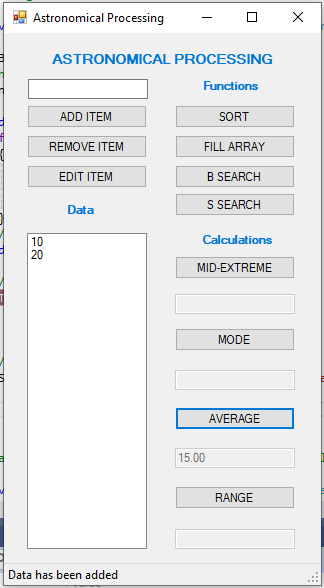 Astronomical Processing
ASTRONOMICAL PROCESSING
Functions
ADD ITEM
SORT
REMOVE ITEM
FILL ARRAY
EDIT ITEM
B SEARCH
S SEARCH
Data
Calculations
10
20
MID-EXTREME
MODE
AVERAGE
15.00
RANGE
Data has been added